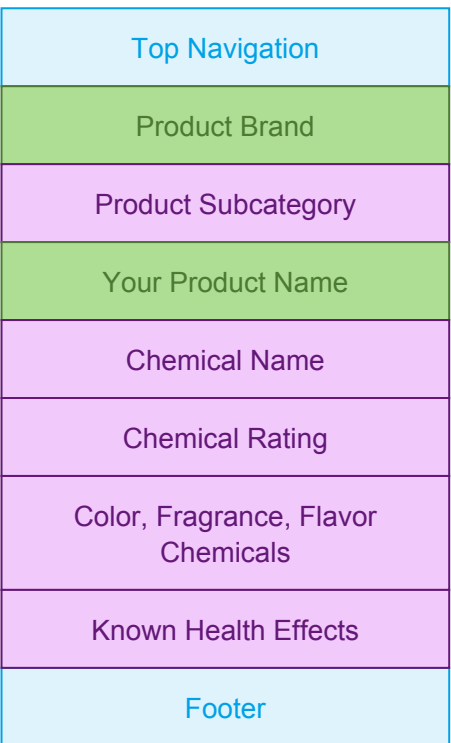 Top Navigation
Product Brand
Product Subcategory
Your Product Name
Chemical Name
Chemical Rating
Color, Fragrance, Flavor
Chemicals
Known Health Effects
Footer